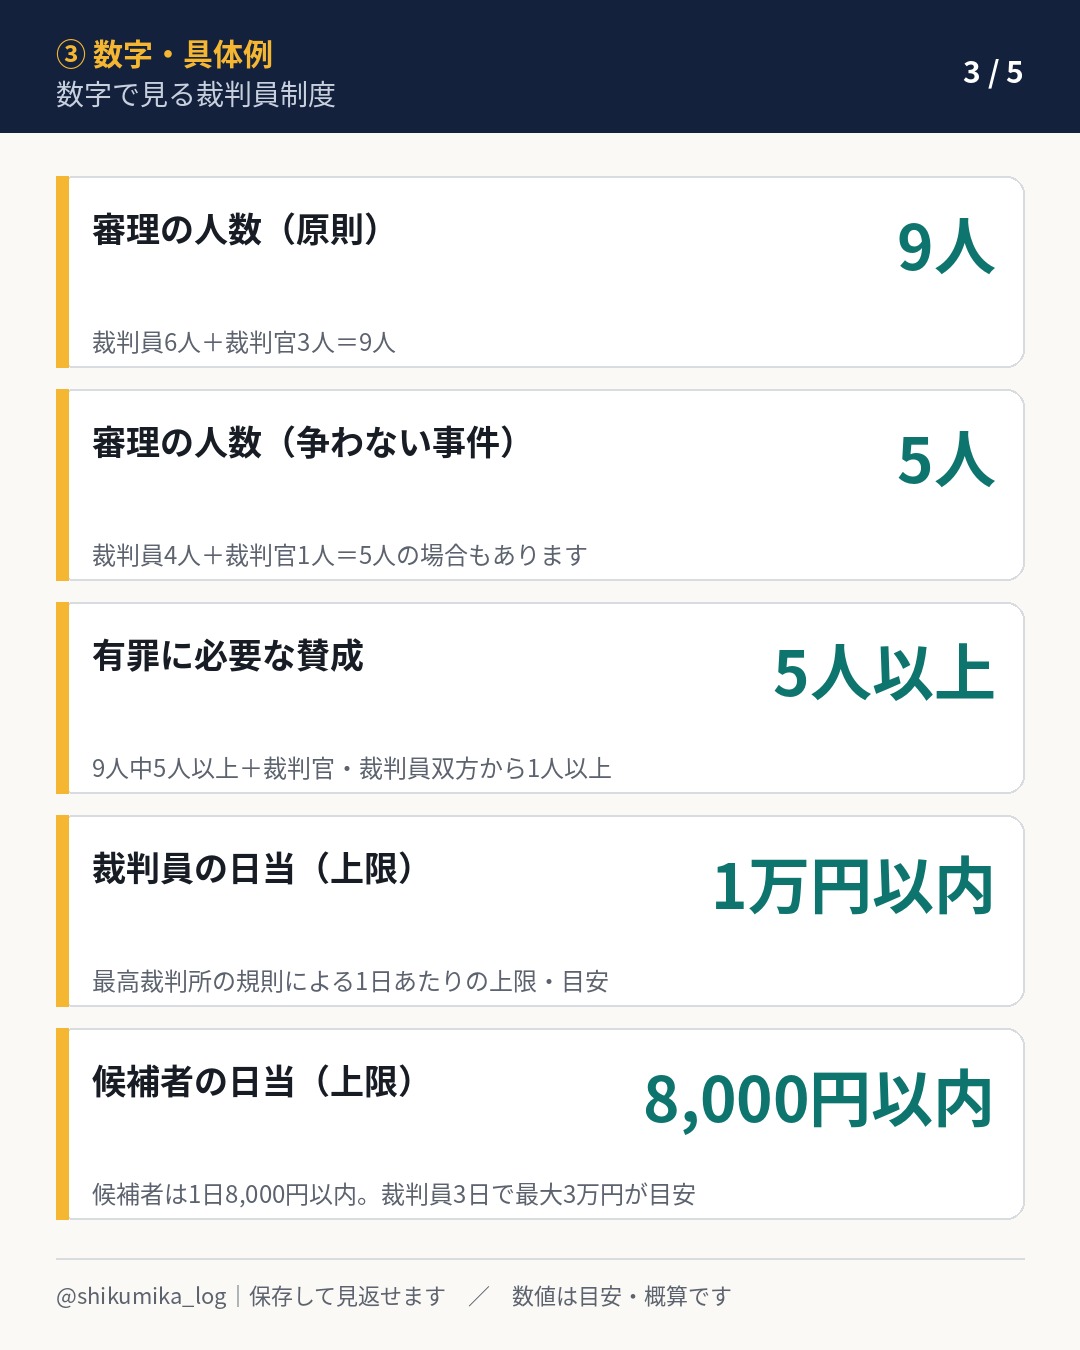 ③ 数字・具体例
数字で見る裁判員制度
3 / 5
審理の人数（原則）
9人
裁判員6人＋裁判官3人＝9人
審理の人数（争わない事件）
5人
裁判員4人＋裁判官1人＝5人の場合もあります
有罪に必要な賛成
5人以上
9人中5人以上＋裁判官・裁判員双方から1人以上
裁判員の日当（上限）
1万円以内
最高裁判所の規則による1日あたりの上限・目安
候補者の日当（上限）
8,000円以内
候補者は1日8,000円以内。裁判員3日で最大3万円が目安
@shikumika_log｜保存して見返せます　／　数値は目安・概算です